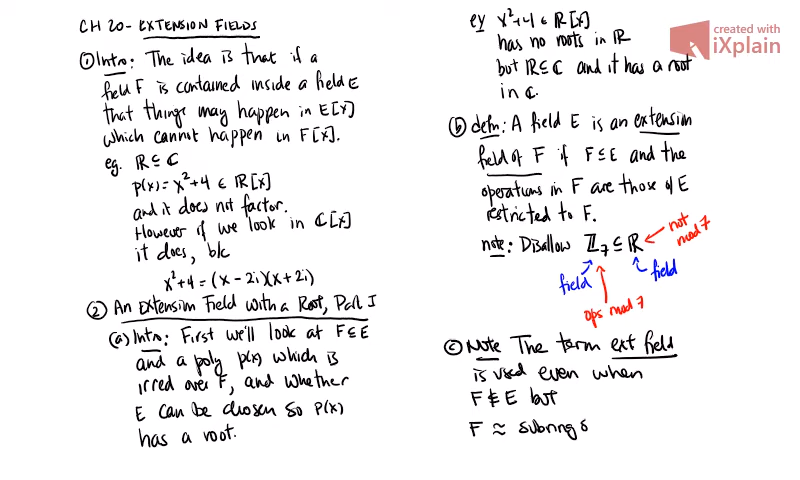 CH 20 - EXTENSION FIELDS
① Intro: The idea is that if a
field F is contained inside a field E
that things may happen in E[x]
which cannot happen in F[x].
eg. ℝ ⊆ ℂ
p(x) = x² + 4 ∈ ℝ[x]
and it does not factor.
However if we look in ℂ[x]
it does, b/c
x² + 4 = (x - 2i)(x + 2i)
② An Extension Field with a Root, Part I
(a) Intro: First we'll look at F ⊆ E
and a poly p(x) which is
irred over F, and whether
E can be chosen so p(x)
has a root.
ex x² + 4 ∈ ℝ[x]
has no roots in ℝ
but ℝ ⊆ ℂ and it has a root
in ℂ.
(b) defn: A field E is an extension
field of F if F ⊆ E and the
operations in F are those of E
restricted to F.
note: Disallow ℤ₇ ⊆ ℝ
not
mod 7
field
field
ops mod 7
(c) Note The term ext field
is used even when
F ⊈ E but
F ≈ subring
created with
iXplain